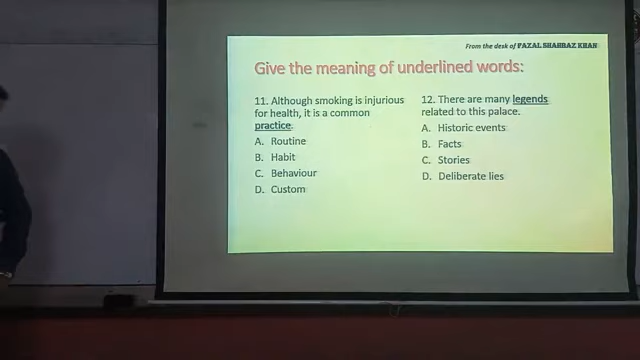 From the desk of FAZAL SHAHBAZ KHAN
Give the meaning of underlined words:
11. Although smoking is injurious
for health, it is a common
practice.
A. Routine
B. Habit
C. Behaviour
D. Custom
12. There are many legends
related to this palace.
A. Historic events
B. Facts
C. Stories
D. Deliberate lies